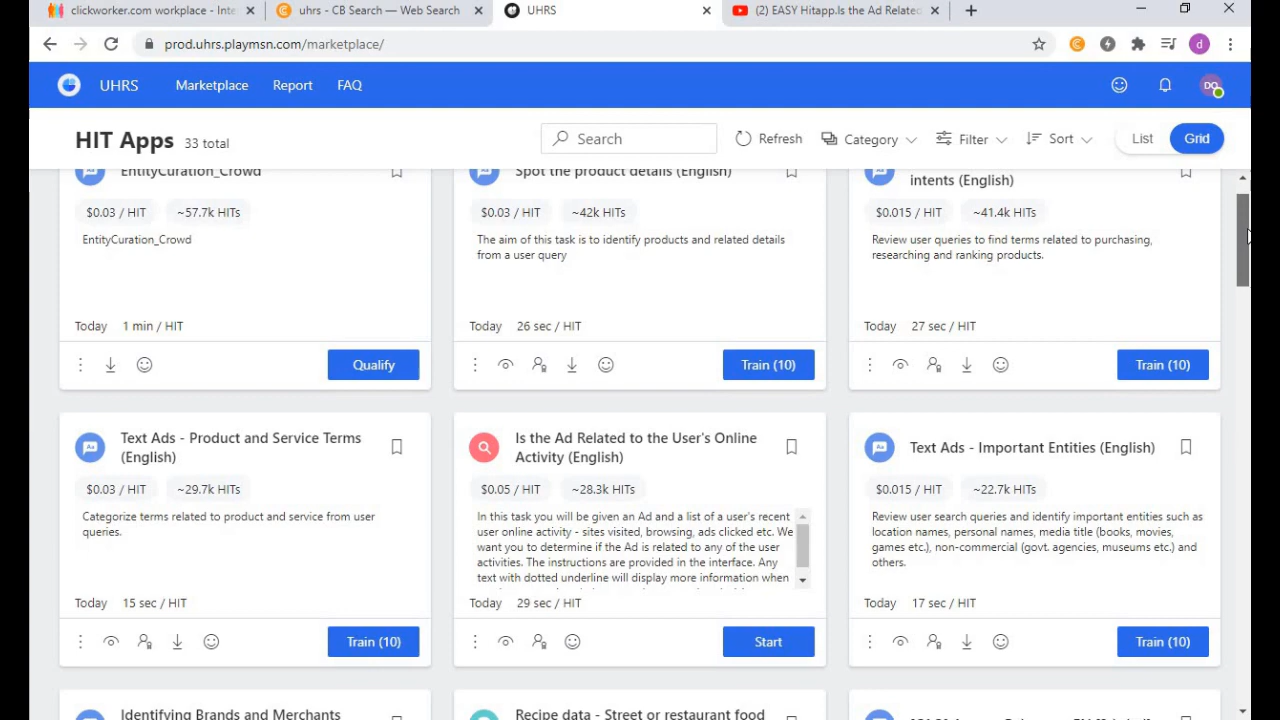 clickworker.com workplace - Inte
uhrs - CB Search — Web Search
UHRS
(2) EASY Hitapp.Is the Ad Relate
prod.uhrs.playmsn.com/marketplace/
d
UHRS Marketplace Report FAQ
DO
HIT Apps 33 total
Search
Refresh
Category
Filter
Sort
List
Grid
EntityCuration_Crowd
$0.03 / HIT ~57.7k HITs
EntityCuration_Crowd
Today 1 min / HIT
Qualify
Spot the product details (English)
$0.03 / HIT ~42k HITs
The aim of this task is to identify products and related details
from a user query
Today 26 sec / HIT
Train (10)
intents (English)
$0.015 / HIT ~41.4k HITs
Review user queries to find terms related to purchasing,
researching and ranking products.
Today 27 sec / HIT
Train (10)
Text Ads - Product and Service Terms
(English)
$0.03 / HIT ~29.7k HITs
Categorize terms related to product and service from user
queries.
Today 15 sec / HIT
Train (10)
Is the Ad Related to the User's Online
Activity (English)
$0.05 / HIT ~28.3k HITs
In this task you will be given an Ad and a list of a user's recent
user online activity - sites visited, browsing, ads clicked etc. We
want you to determine if the Ad is related to any of the user
activities. The instructions are provided in the interface. Any
text with dotted underline will display more information when
Today 29 sec / HIT
Start
Text Ads - Important Entities (English)
$0.015 / HIT ~22.7k HITs
Review user search queries and identify important entities such as
location names, personal names, media title (books, movies,
games etc.), non-commercial (govt. agencies, museums etc.) and
others.
Today 17 sec / HIT
Train (10)
Identifying Brands and Merchants
Recipe data - Street or restaurant food